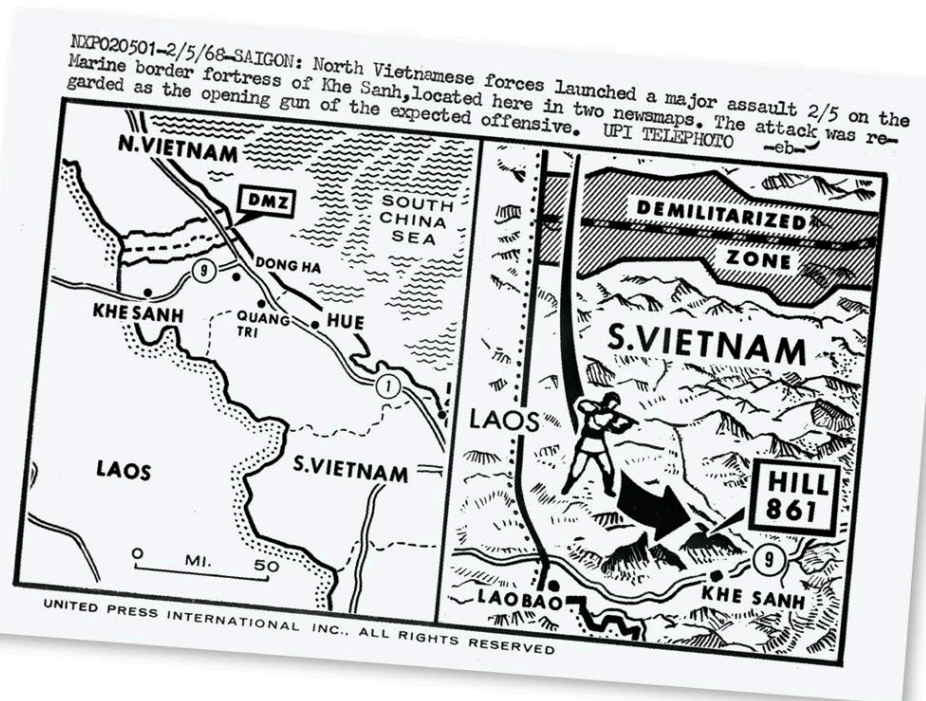 NXP020501-2/5/68-SAIGON: North Vietnamese forces launched a major assault 2/5 on the
Marine border fortress of Khe Sanh,located here in two newsmaps. The attack was re-
garded as the opening gun of the expected offensive. UPI TELEPHOTO -eb-
N.VIETNAM
DMZ
SOUTH
CHINA
SEA
9
DONG HA
KHE SANH
QUANG
TRI
HUE
1
LAOS
S.VIETNAM
0 MI. 50
DEMILITARIZED
ZONE
S.VIETNAM
LAOS
HILL
861
9
LAOBAO
KHE SANH
UNITED PRESS INTERNATIONAL INC., ALL RIGHTS RESERVED